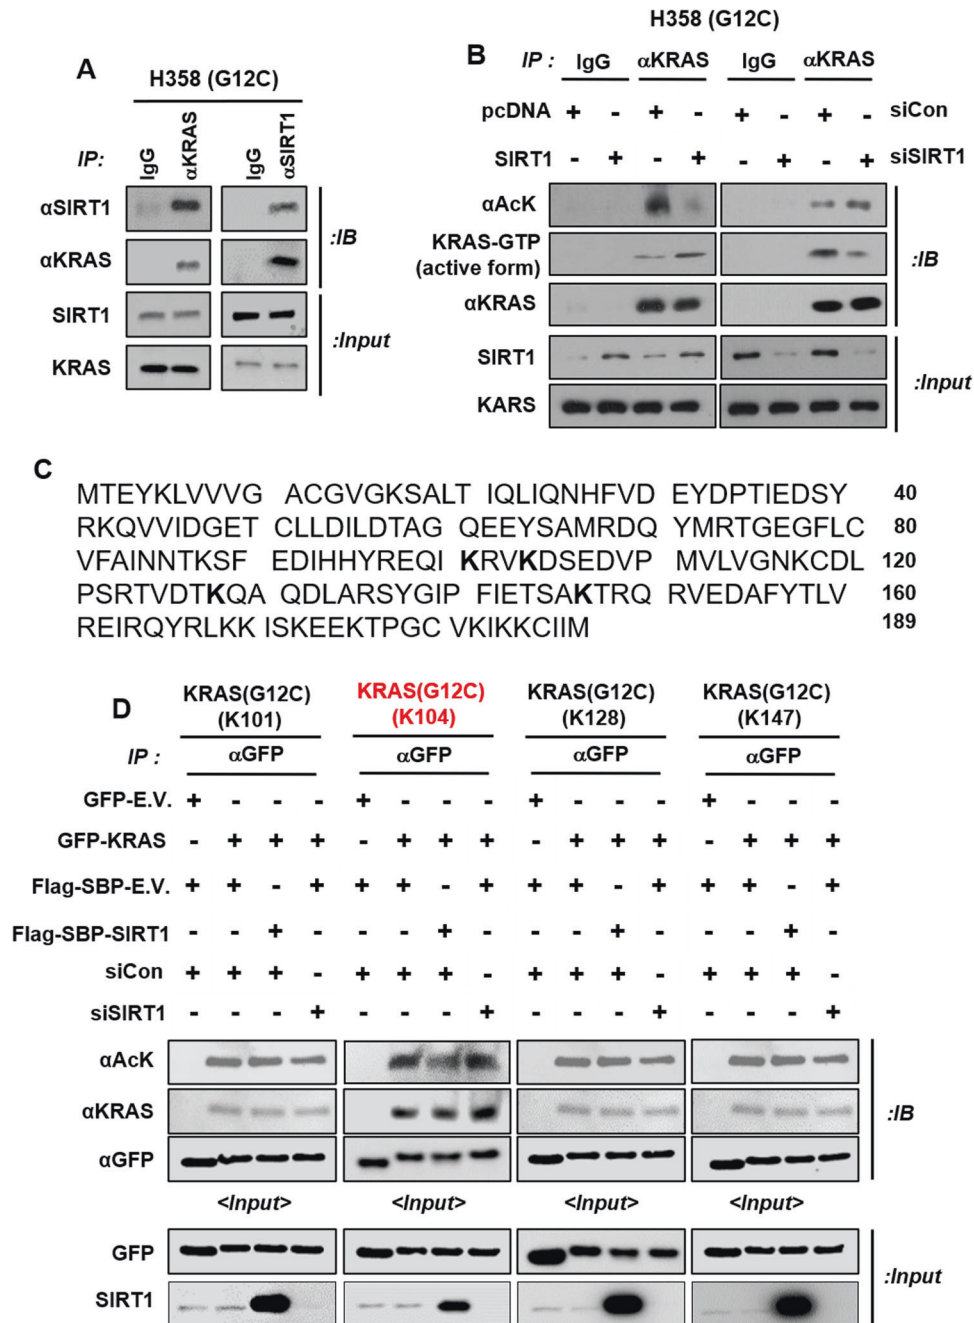 A
H358 (G12C)
IP:
IgG
αKRAS
IgG
αSIRT1
αSIRT1
αKRAS
:IB
SIRT1
KRAS
:Input
H358 (G12C)
B
IP : IgG αKRAS IgG αKRAS
pcDNA + - + - + - + - siCon
SIRT1 - + - + - + - + siSIRT1
αAcK
KRAS-GTP
(active form)
:IB
αKRAS
SIRT1
KARS
:Input
C
MTEYKLVVVG ACGVGKSALT IQLIQNHFVD EYDPTIEDSY 40
RKQVVIDGET CLLDILDTAG QEEYSAMRDQ YMRTGEGFLC 80
VFAINNTKSF EDIHHYREQI KRVKDSEDVP MVLVGNKCDL 120
PSRTVDTKQA QDLARSYGIP FIETSAKTRQ RVEDAFYTLV 160
REIRQYRLKK ISKEEKTPGC VKIKKCIIM 189
D
KRAS(G12C) KRAS(G12C) KRAS(G12C) KRAS(G12C)
(K101) (K104) (K128) (K147)
IP : αGFP αGFP αGFP αGFP
GFP-E.V. + - - - + - - - + - - - + - - -
GFP-KRAS - + + + - + + + - + + + - + + +
Flag-SBP-E.V. + + - + + + - + + + - + + + - +
Flag-SBP-SIRT1 - - + - - - + - - - + - - - + -
siCon + + + - + + + - + + + - + + + -
siSIRT1 - - - + - - - + - - - + - - - +
αAcK
αKRAS
:IB
αGFP
<Input> <Input> <Input> <Input>
GFP
:Input
SIRT1